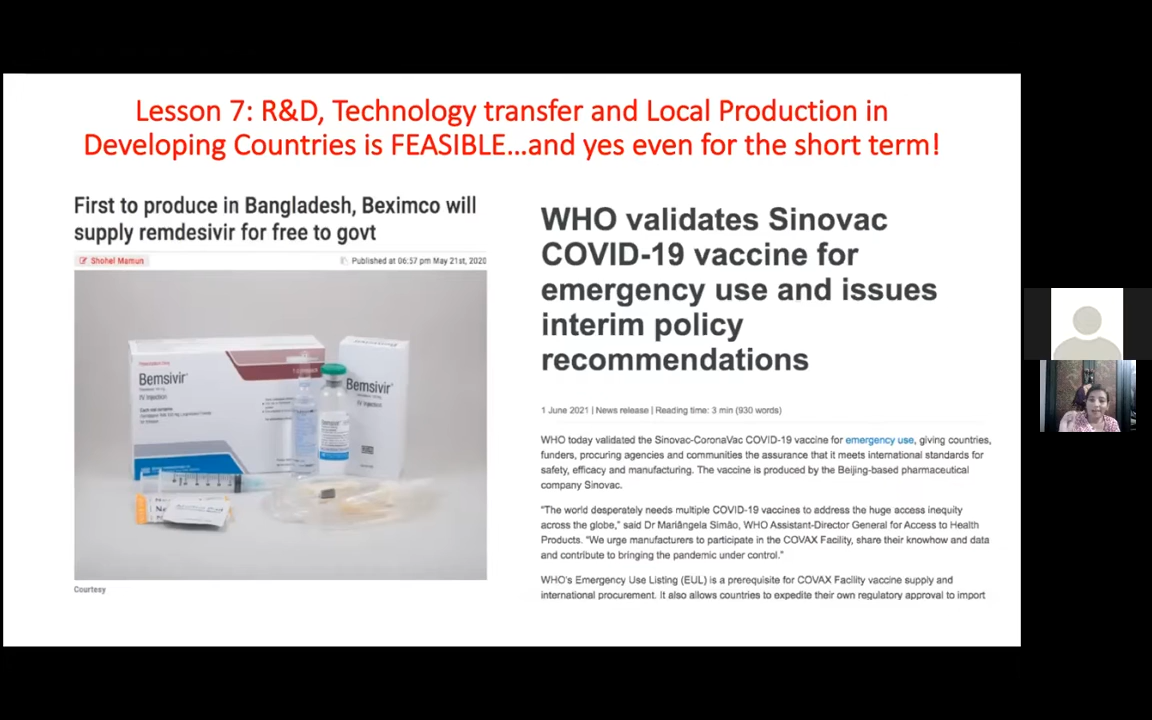 Lesson 7: R&D, Technology transfer and Local Production in
Developing Countries is FEASIBLE...and yes even for the short term!
First to produce in Bangladesh, Beximco will
supply remdesivir for free to govt
Shohel Mamun
Published at 06:57 pm May 21st, 2020
Bemsivir
IV Injection
Bemsivir
Bemsivir
Courtesy
WHO validates Sinovac
COVID-19 vaccine for
emergency use and issues
interim policy
recommendations
1 June 2021 | News release | Reading time: 3 min (930 words)
WHO today validated the Sinovac-CoronaVac COVID-19 vaccine for emergency use, giving countries,
funders, procuring agencies and communities the assurance that it meets international standards for
safety, efficacy and manufacturing. The vaccine is produced by the Beijing-based pharmaceutical
company Sinovac.
"The world desperately needs multiple COVID-19 vaccines to address the huge access inequity
across the globe," said Dr Mariângela Simão, WHO Assistant-Director General for Access to Health
Products. "We urge manufacturers to participate in the COVAX Facility, share their knowhow and data
and contribute to bringing the pandemic under control."
WHO's Emergency Use Listing (EUL) is a prerequisite for COVAX Facility vaccine supply and
international procurement. It also allows countries to expedite their own regulatory approval to import